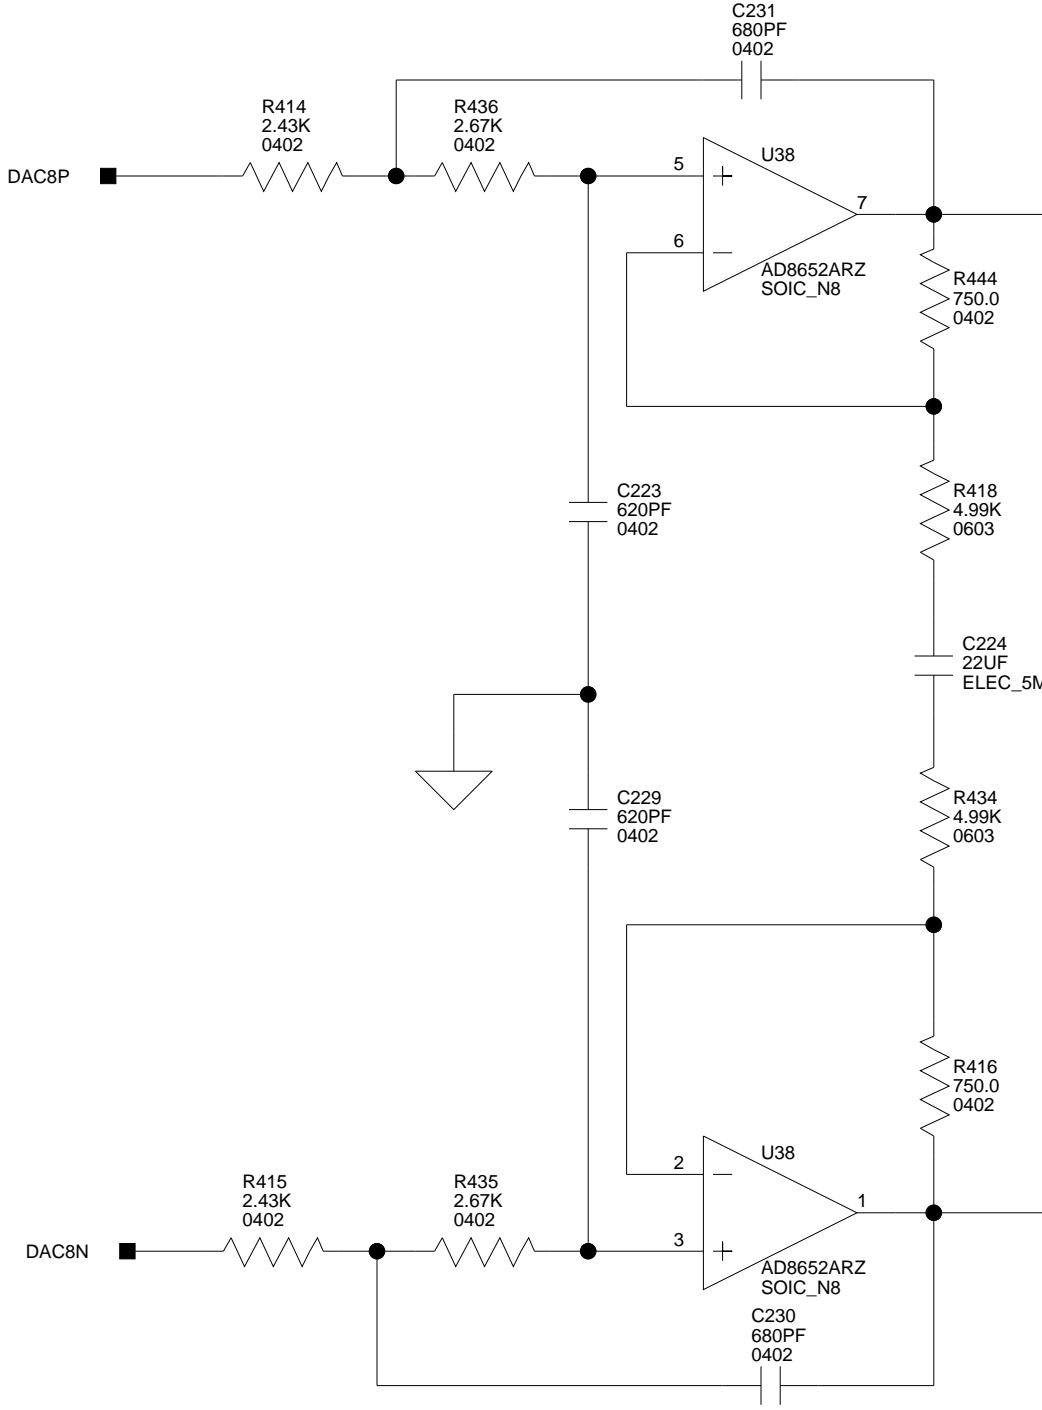 C231
680PF
0402
R414
2.43K
0402
R436
2.67K
0402
DAC8P
5
U38
7
6
AD8652ARZ
SOIC_N8
R444
750.0
0402
C223
620PF
0402
R418
4.99K
0603
C224
22UF
ELEC_5M
C229
620PF
0402
R434
4.99K
0603
R416
750.0
0402
2
U38
1
R415
2.43K
0402
R435
2.67K
0402
DAC8N
3
AD8652ARZ
SOIC_N8
C230
680PF
0402